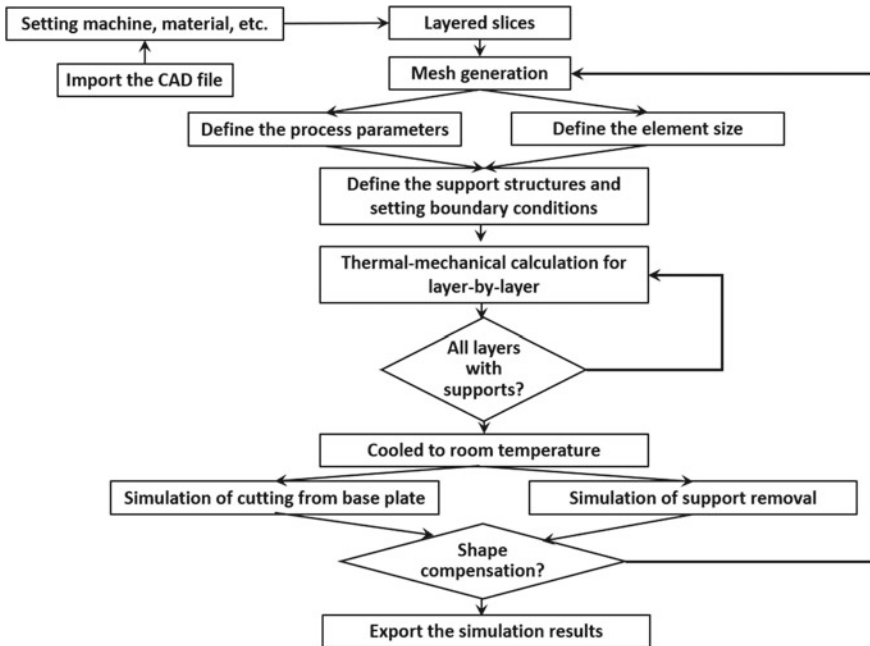 Setting machine, material, etc.
Layered slices
Import the CAD file
Mesh generation
Define the process parameters
Define the element size
Define the support structures and
setting boundary conditions
Thermal-mechanical calculation for
layer-by-layer
All layers
with
supports?
Cooled to room temperature
Simulation of cutting from base plate
Simulation of support removal
Shape
compensation?
Export the simulation results